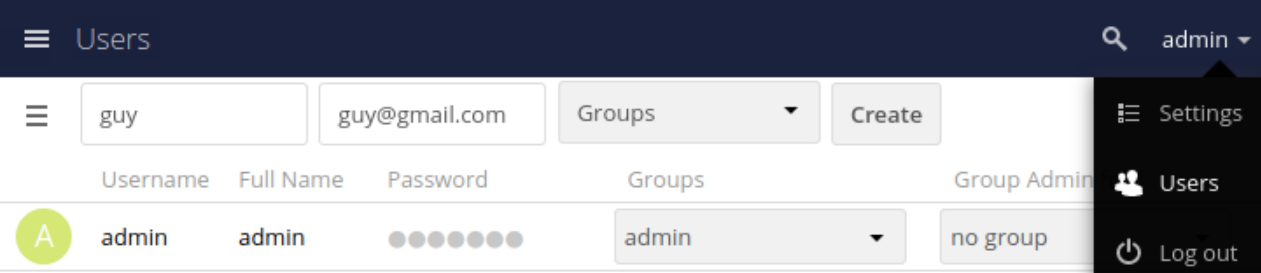 Users admin
guy guy@gmail.com Groups Create Settings
Username Full Name Password Groups Group Admin Users
A admin admin admin no group Log out